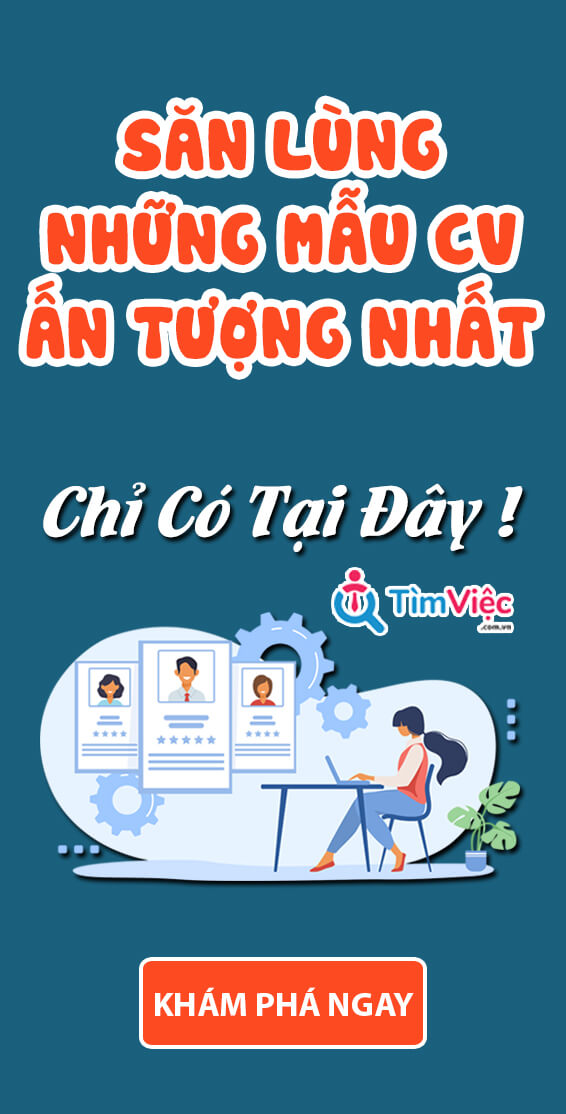 SĂN LÙNG
NHỮNG MẪU CV
ẤN TƯỢNG NHẤT
Chỉ Có Tại Đây !
TìmViệc
.com.vn
KHÁM PHÁ NGAY